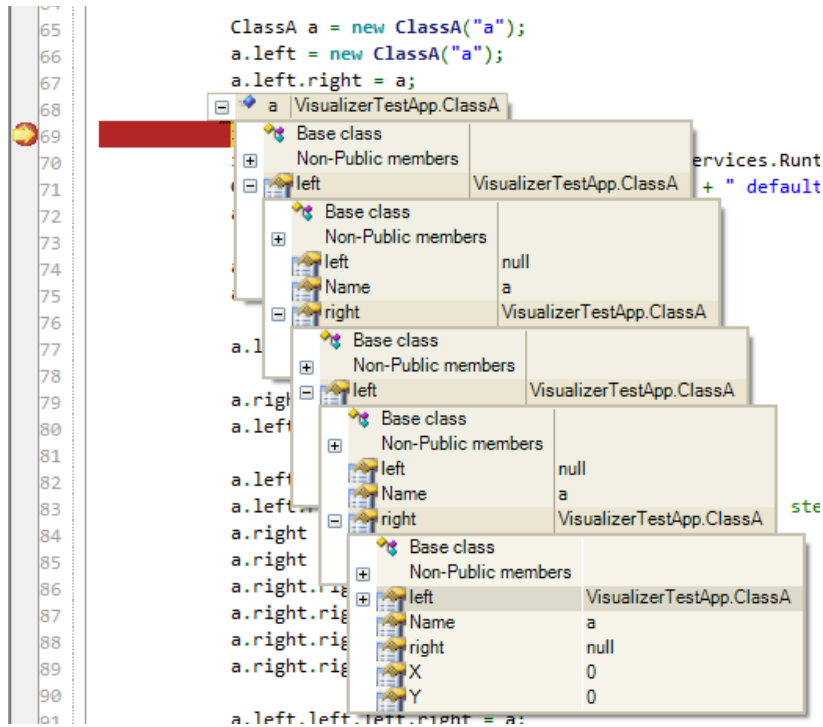 65 ClassA a = new ClassA("a");
66 a.left = new ClassA("a");
67 a.left.right = a;
68 a VisualizerTestApp.ClassA
69 Base class
70 Non-Public members ervices.Runt
71 left VisualizerTestApp.ClassA + " default
72 Base class
73 Non-Public members
74 left null
75 Name a
76 right VisualizerTestApp.ClassA
77 a.l Base class
78 Non-Public members
79 a.righ left VisualizerTestApp.ClassA
80 a.left Base class
81 Non-Public members
82 a.left left null
Name a
83 a.left. right VisualizerTestApp.ClassA ste
84 a.right Base class
85 a.right Non-Public members
86 a.right.rig left VisualizerTestApp.ClassA
87 a.right.rig Name a
88 a.right.rig right null
89 a.right.rig X 0
90 Y 0
91 a.left.left.left.right = a;